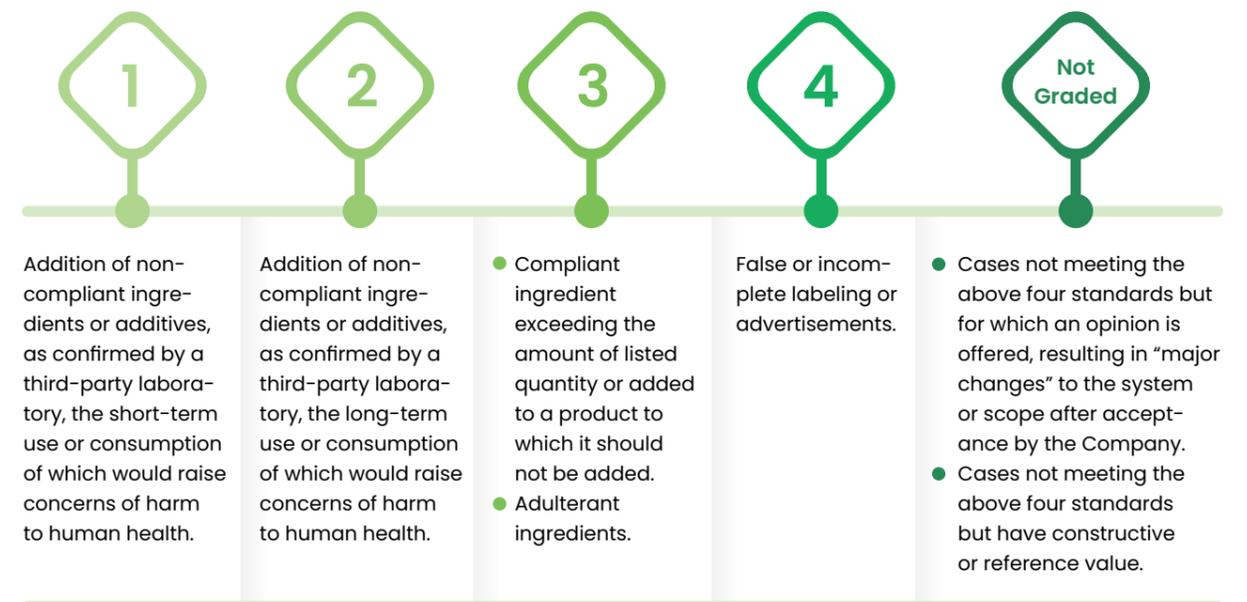 1
Addition of non-
compliant ingre-
dients or additives,
as confirmed by a
third-party labora-
tory, the short-term
use or consumption
of which would raise
concerns of harm
to human health.
2
Addition of non-
compliant ingre-
dients or additives,
as confirmed by a
third-party labora-
tory, the long-term
use or consumption
of which would raise
concerns of harm
to human health.
3
Compliant
ingredient
exceeding the
amount of listed
quantity or added
to a product to
which it should
not be added.
Adulterant
ingredients.
4
False or incom-
plete labeling or
advertisements.
Not
Graded
Cases not meeting the
above four standards but
for which an opinion is
offered, resulting in “major
changes” to the system
or scope after accept-
ance by the Company.
Cases not meeting the
above four standards
but have constructive
or reference value.